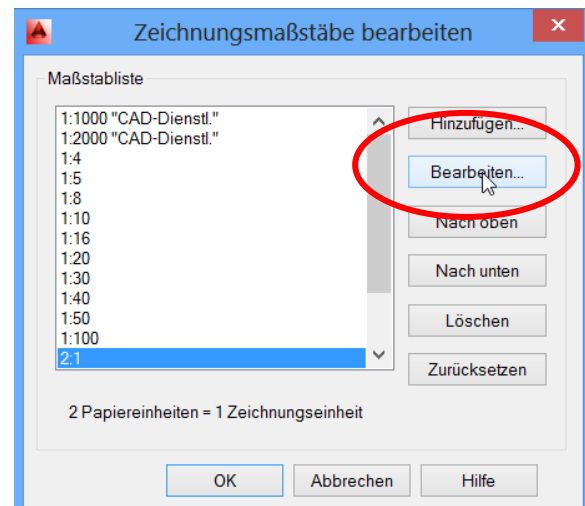 Zeichnungsmaßstäbe bearbeiten
Maßstabliste
1:1000 "CAD-Dienstl."
1:2000 "CAD-Dienstl."
1:4
1:5
1:8
1:10
1:16
1:20
1:30
1:40
1:50
1:100
2:1
Hinzufügen...
Bearbeiten...
Nach oben
Nach unten
Löschen
Zurücksetzen
2 Papiereinheiten = 1 Zeichnungseinheit
OK
Abbrechen
Hilfe